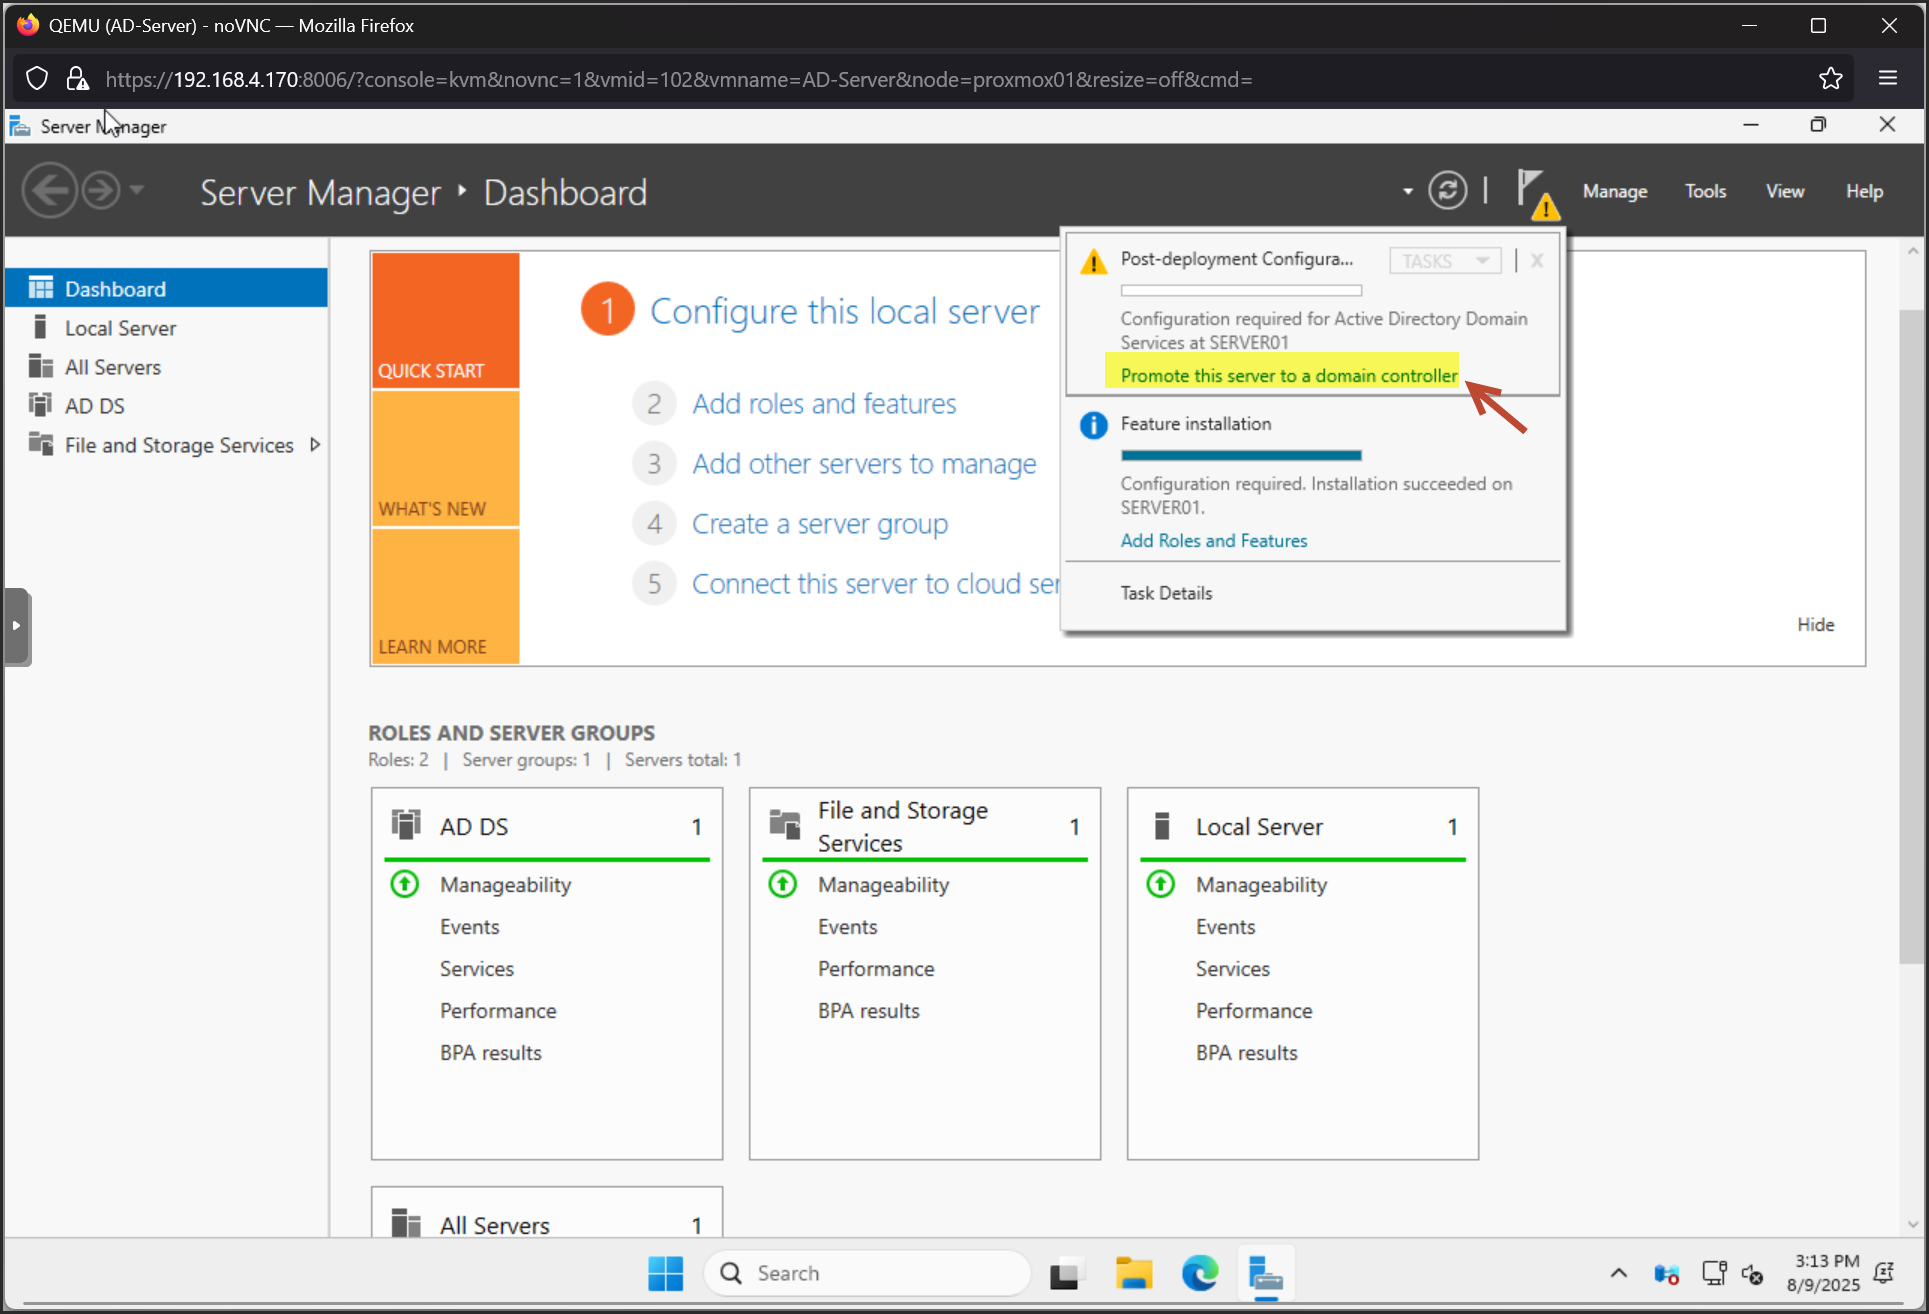 QEMU (AD-Server) - noVNC — Mozilla Firefox
https://192.168.4.170:8006/?console=kvm&novnc=1&vmid=102&vmname=AD-Server&node=proxmox01&resize=off&cmd=
Server Manager
Server Manager ‣ Dashboard
Manage
Tools
View
Help
Dashboard
Local Server
All Servers
AD DS
File and Storage Services
QUICK START
WHAT'S NEW
LEARN MORE
1 Configure this local server
2 Add roles and features
3 Add other servers to manage
4 Create a server group
5 Connect this server to cloud ser
Post-deployment Configura...
TASKS
X
Configuration required for Active Directory Domain
Services at SERVER01
Promote this server to a domain controller
Feature installation
Configuration required. Installation succeeded on
SERVER01.
Add Roles and Features
Task Details
Hide
ROLES AND SERVER GROUPS
Roles: 2 | Server groups: 1 | Servers total: 1
AD DS 1
Manageability
Events
Services
Performance
BPA results
File and Storage
Services
1
Manageability
Events
Performance
BPA results
Local Server 1
Manageability
Events
Services
Performance
BPA results
All Servers 1
Search
3:13 PM
8/9/2025